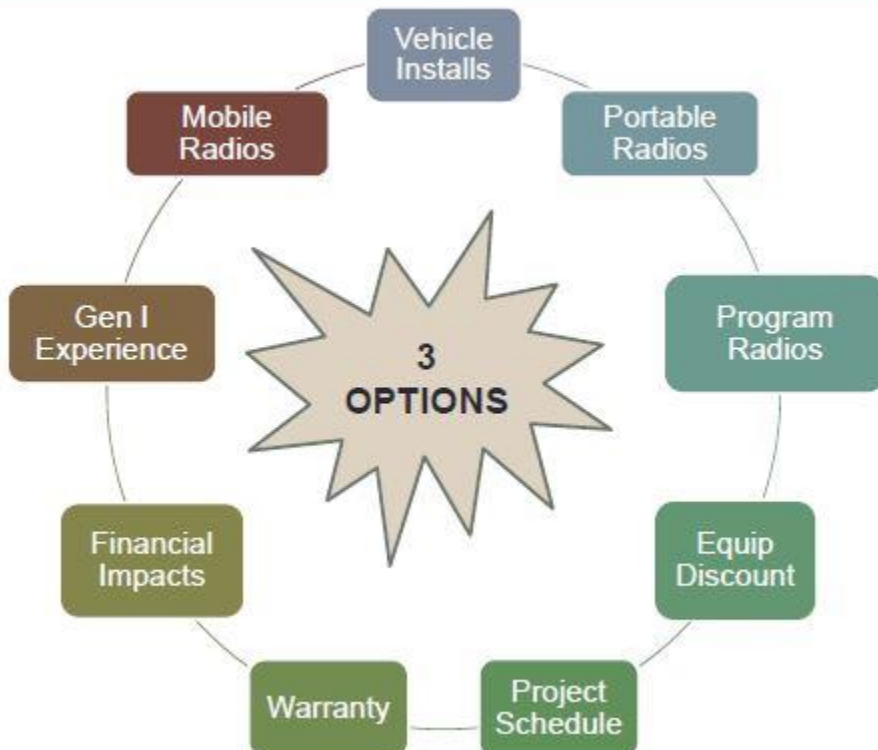 Vehicle
Installs
Portable
Radios
Program
Radios
Equip
Discount
Project
Schedule
Warranty
Financial
Impacts
Gen I
Experience
Mobile
Radios
3
OPTIONS